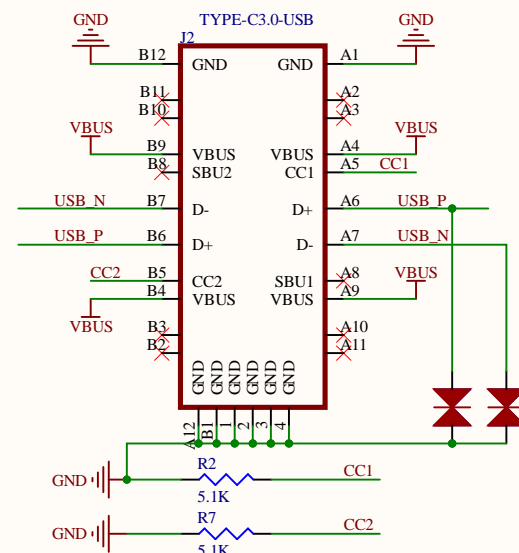 GND TYPE-C3.0-USB GND
J2
B12 GND GND A1
B11 A2
B10 A3
VBUS VBUS
B9 VBUS VBUS A4
B8 SBU2 CC1 A5 CC1
USB_N B7 D- D+ A6 USB_P
USB_P B6 D+ D- A7 USB_N
CC2 B5 CC2 SBU1 A8 VBUS
B4 VBUS VBUS A9
VBUS
B3 A10
B2 A11
GND GND GND GND GND GND
A12 B1 1 2 3 4
R2 CC1
GND
5.1K
R7 CC2
GND
5.1K